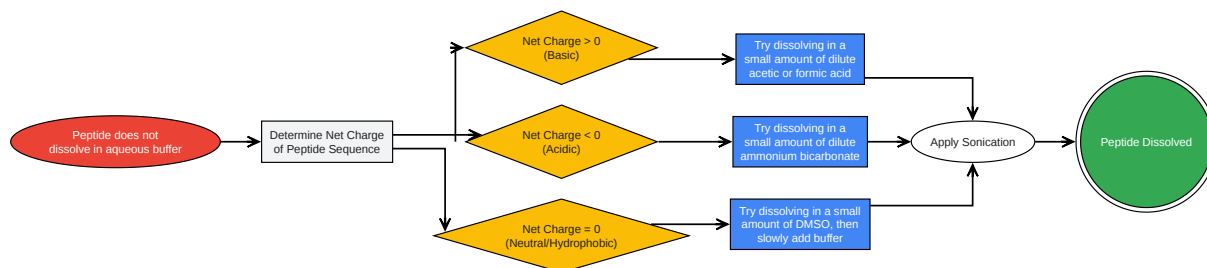 Peptide does not
dissolve in aqueous buffer
Determine Net Charge
of Peptide Sequence
Net Charge > 0
(Basic)
Try dissolving in a
small amount of dilute
acetic or formic acid
Net Charge < 0
(Acidic)
Try dissolving in a
small amount of dilute
ammonium bicarbonate
Net Charge = 0
(Neutral/Hydrophobic)
Try dissolving in a small
amount of DMSO, then
slowly add buffer
Apply Sonication
Peptide Dissolved